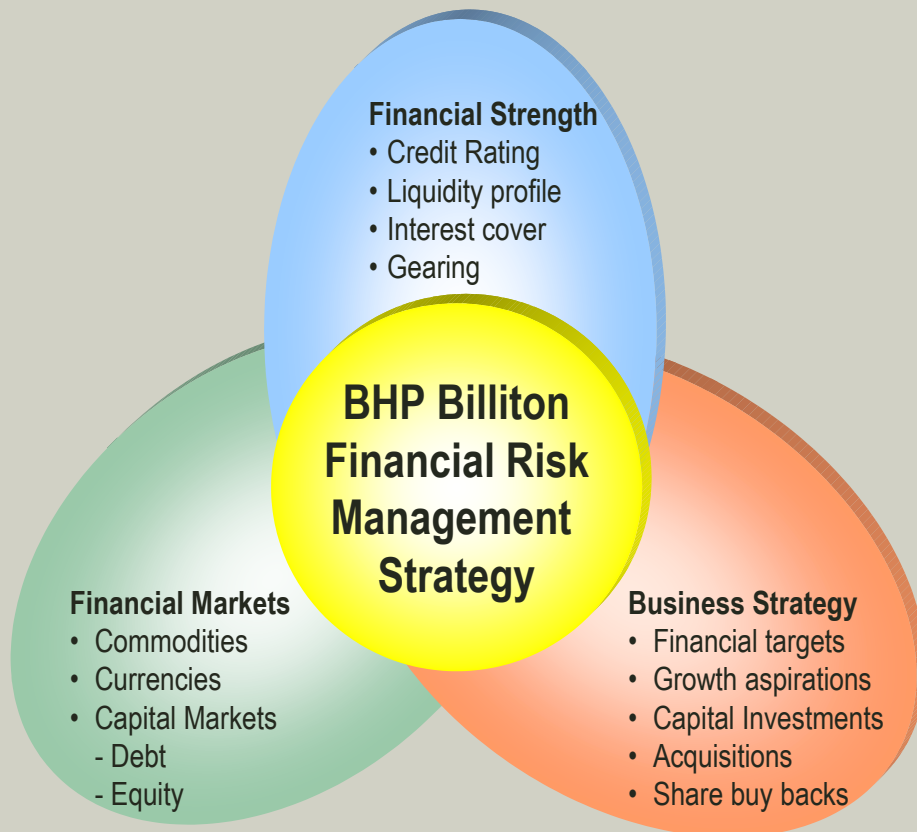 Financial Strength
• Credit Rating
• Liquidity profile
• Interest cover
• Gearing
BHP Billiton
Financial Risk
Management
Strategy
Financial Markets
• Commodities
• Currencies
• Capital Markets
- Debt
- Equity
Business Strategy
• Financial targets
• Growth aspirations
• Capital Investments
• Acquisitions
• Share buy backs